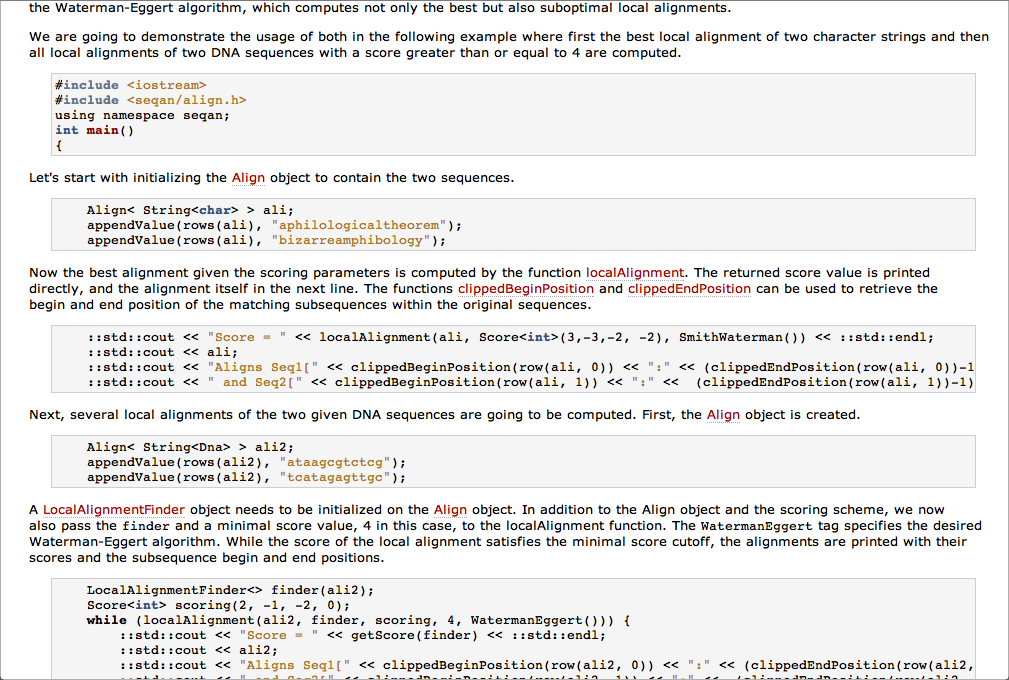 the Waterman-Eggert algorithm, which computes not only the best but also suboptimal local alignments.
We are going to demonstrate the usage of both in the following example where first the best local alignment of two character strings and then
all local alignments of two DNA sequences with a score greater than or equal to 4 are computed.
#include <iostream>
#include <seqan/align.h>
using namespace seqan;
int main()
{
Let's start with initializing the Align object to contain the two sequences.
Align< String<char> > ali;
appendValue(rows(ali), "aphilologicaltheorem");
appendValue(rows(ali), "bizarreamphibology");
Now the best alignment given the scoring parameters is computed by the function localAlignment. The returned score value is printed
directly, and the alignment itself in the next line. The functions clippedBeginPosition and clippedEndPosition can be used to retrieve the
begin and end position of the matching subsequences within the original sequences.
::std::cout << "Score = " << localAlignment(ali, Score<int>(3,-3,-2, -2), SmithWaterman()) << ::std::endl;
::std::cout << ali;
::std::cout << "Aligns Seq1[" << clippedBeginPosition(row(ali, 0)) << ":" << (clippedEndPosition(row(ali, 0))-1
::std::cout << " and Seq2[" << clippedBeginPosition(row(ali, 1)) << ":" <<  (clippedEndPosition(row(ali, 1))-1)
Next, several local alignments of the two given DNA sequences are going to be computed. First, the Align object is created.
Align< String<Dna> > ali2;
appendValue(rows(ali2), "ataagcgtctcg");
appendValue(rows(ali2), "tcatagagttgc");
A LocalAlignmentFinder object needs to be initialized on the Align object. In addition to the Align object and the scoring scheme, we now
also pass the finder and a minimal score value, 4 in this case, to the localAlignment function. The WatermanEggert tag specifies the desired
Waterman-Eggert algorithm. While the score of the local alignment satisfies the minimal score cutoff, the alignments are printed with their
scores and the subsequence begin and end positions.
LocalAlignmentFinder<> finder(ali2);
Score<int> scoring(2, -1, -2, 0);
while (localAlignment(ali2, finder, scoring, 4, WatermanEggert())) {
::std::cout << "Score = " << getScore(finder) << ::std::endl;
::std::cout << ali2;
::std::cout << "Aligns Seq1[" << clippedBeginPosition(row(ali2, 0)) << ":" << (clippedEndPosition(row(ali2,